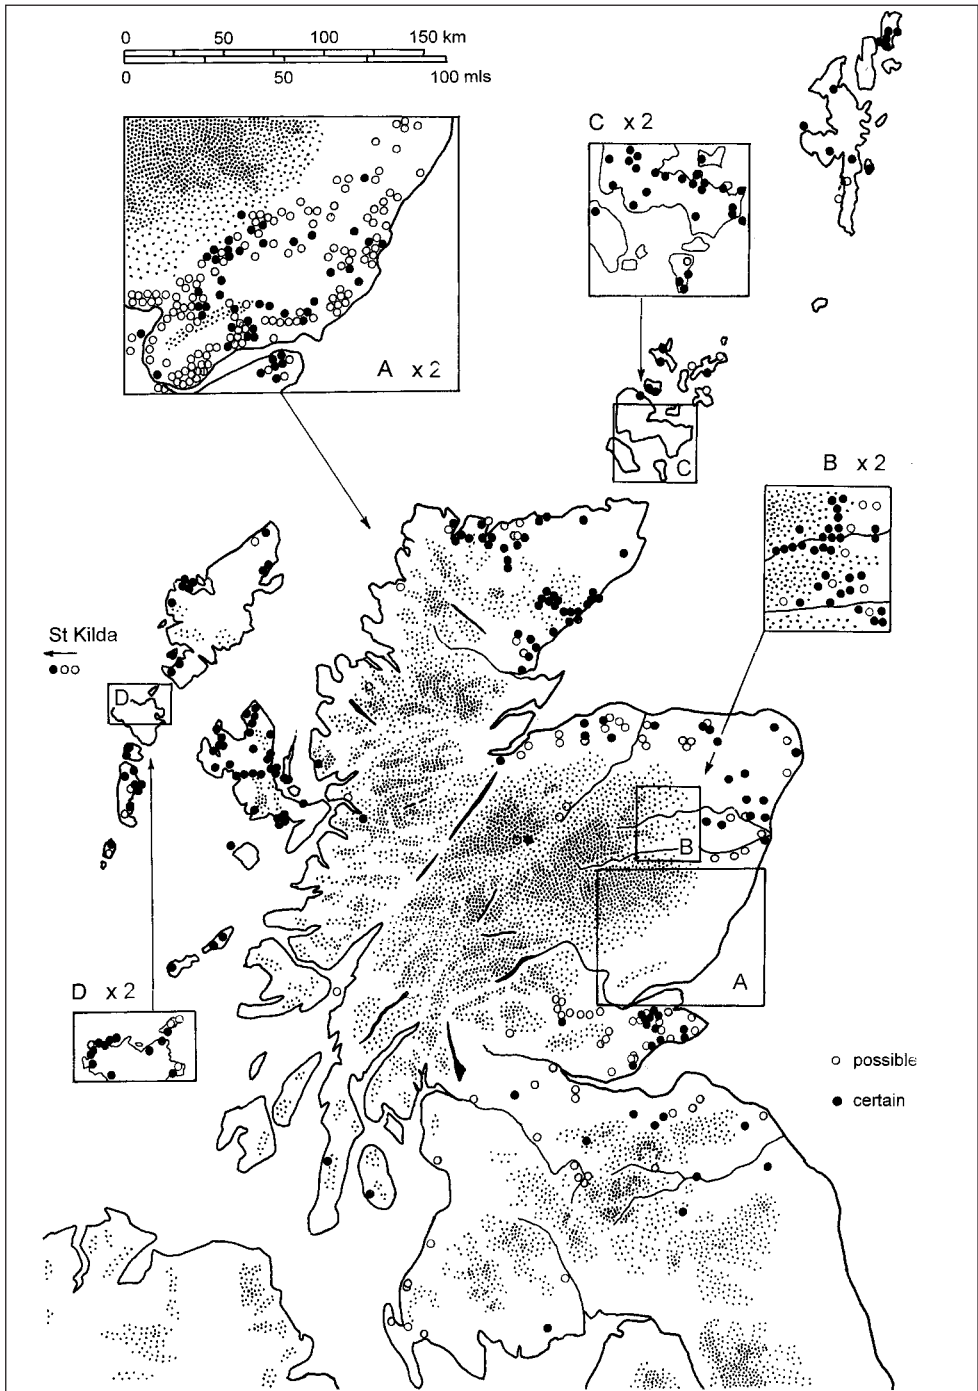 0 50 100 150 km
0 50 100 mls
C x 2
A x 2
C
B x 2
St Kilda
D
B
A
D x 2
possible
certain